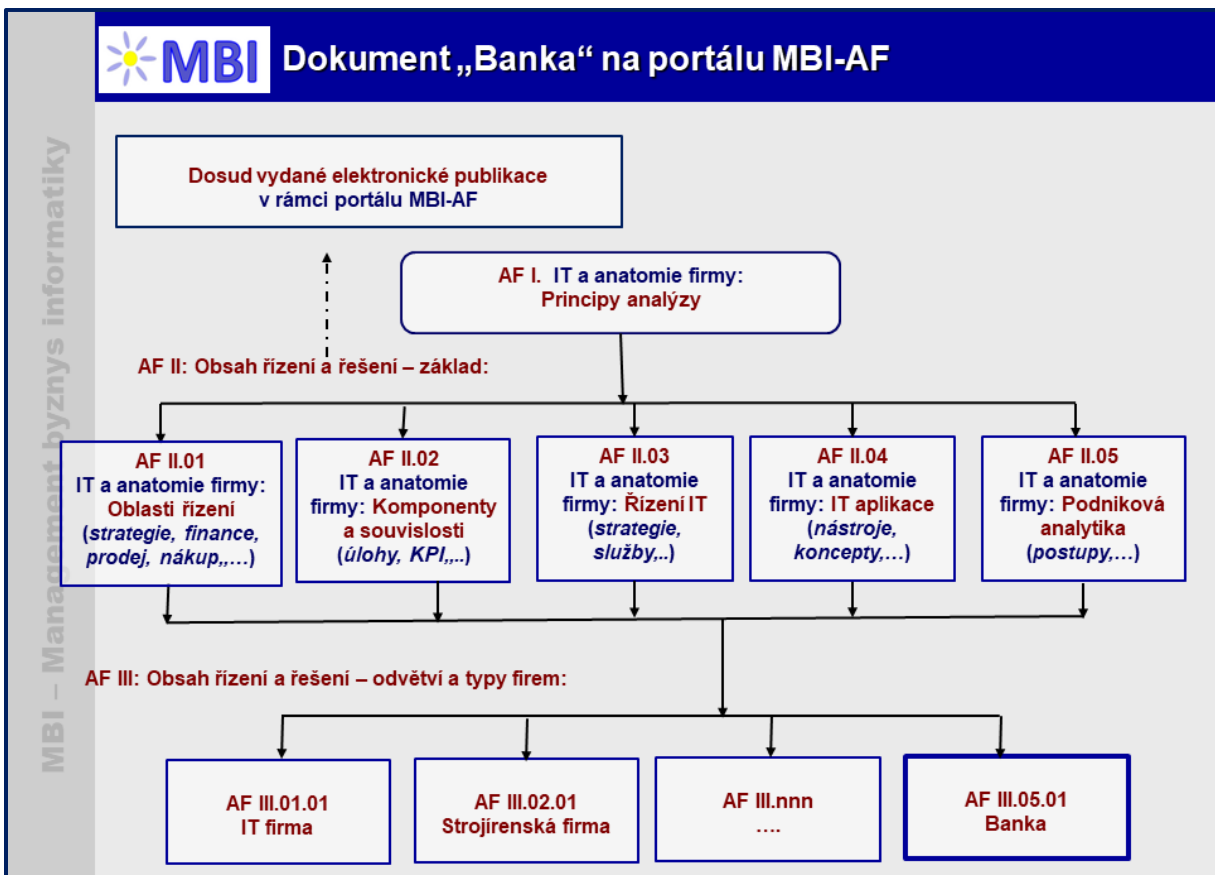 MBI
Dokument „Banka“ na portálu MBI-AF
MBI – Management byznys informatiky
Dosud vydané elektronické publikace
v rámci portálu MBI-AF
AF I. IT a anatomie firmy:
Principy analýzy
AF II: Obsah řízení a řešení – základ:
AF II.01
IT a anatomie firmy:
Oblasti řízení
(strategie, finance,
prodej, nákup,,…)
AF II.02
IT a anatomie
firmy: Komponenty
a souvislosti
(úlohy, KPI,,..)
AF II.03
IT a anatomie
firmy: Řízení IT
(strategie,
služby,..)
AF II.04
IT a anatomie
firmy: IT aplikace
(nástroje,
koncepty,…)
AF II.05
IT a anatomie
firmy: Podniková
analytika
(postupy,…)
AF III: Obsah řízení a řešení – odvětví a typy firem:
AF III.01.01
IT firma
AF III.02.01
Strojírenská firma
AF III.nnn
….
AF III.05.01
Banka